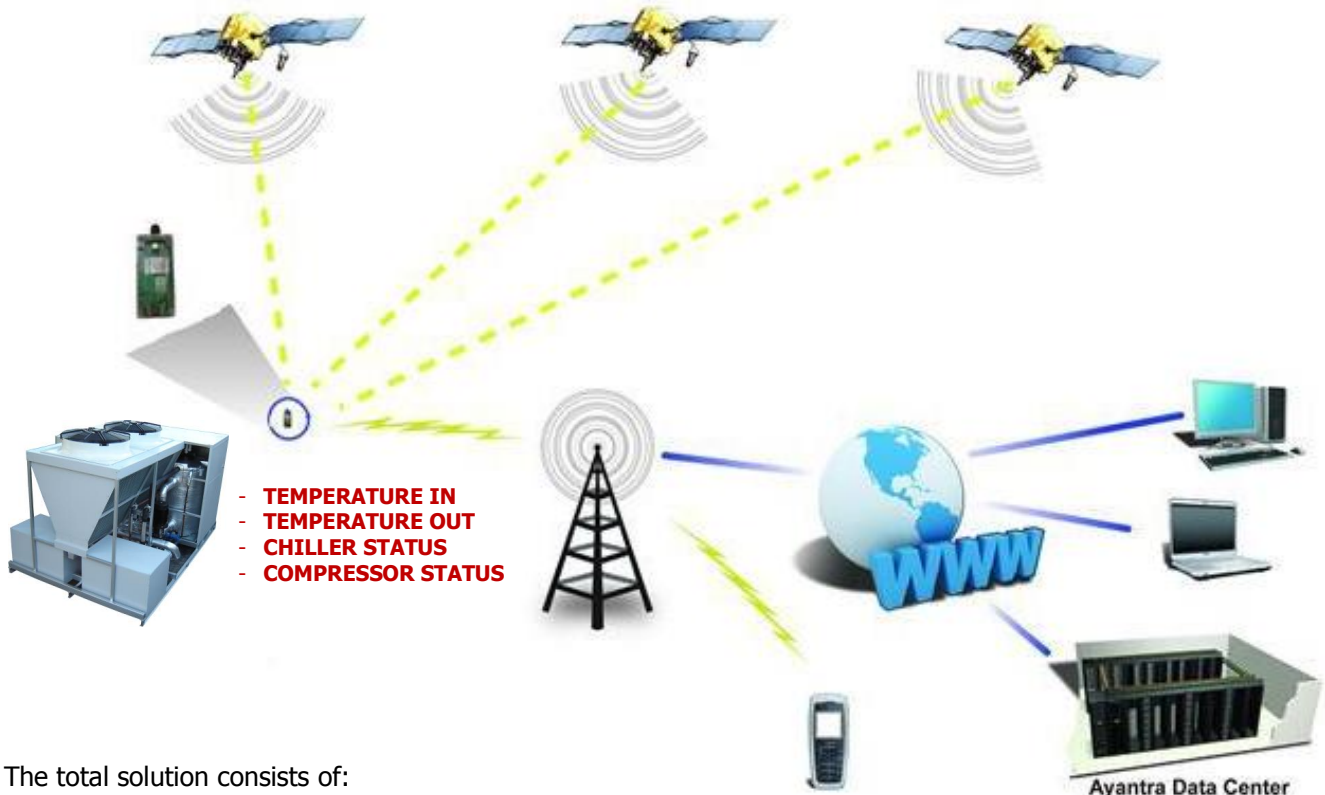 - TEMPERATURE IN
- TEMPERATURE OUT
- CHILLER STATUS
- COMPRESSOR STATUS
WWW
Avantra Data Center
The total solution consists of: